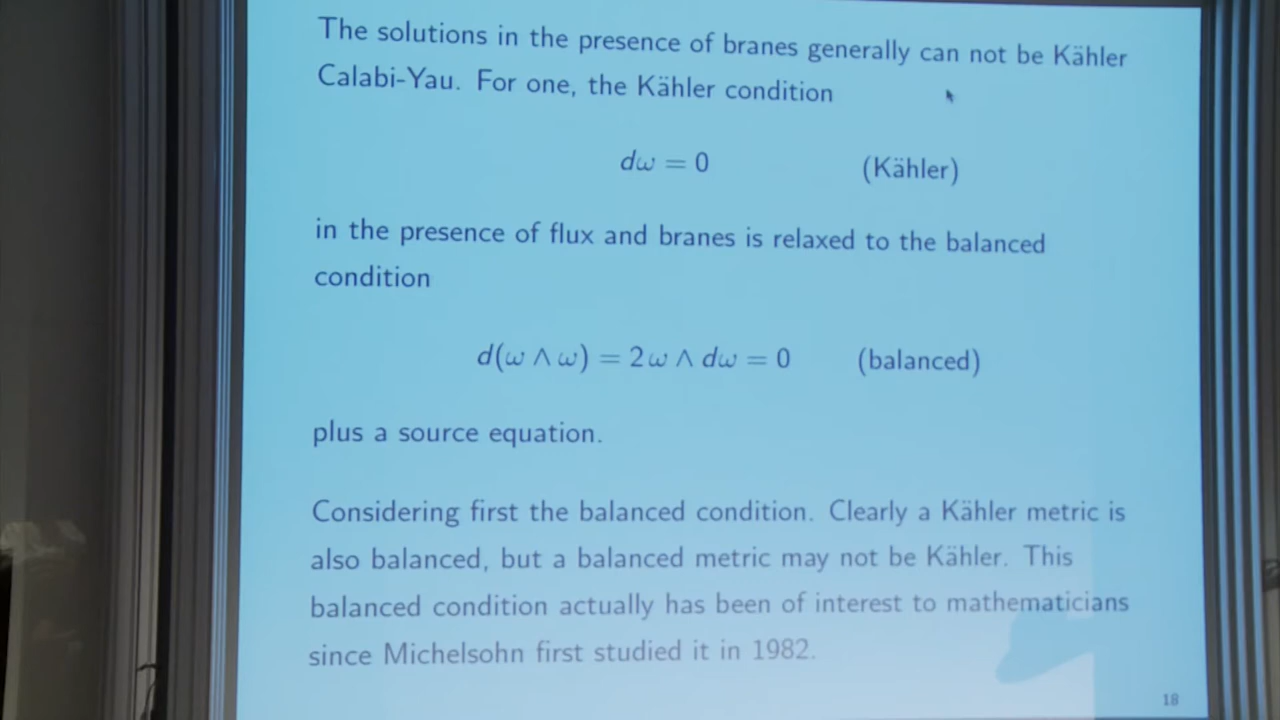 The solutions in the presence of branes generally can not be Kähler
Calabi-Yau. For one, the Kähler condition
dω = 0 (Kähler)
in the presence of flux and branes is relaxed to the balanced
condition
d(ω ∧ ω) = 2ω ∧ dω = 0 (balanced)
plus a source equation.
Considering first the balanced condition. Clearly a Kähler metric is
also balanced, but a balanced metric may not be Kähler. This
balanced condition actually has been of interest to mathematicians
since Michelsohn first studied it in 1982.
18